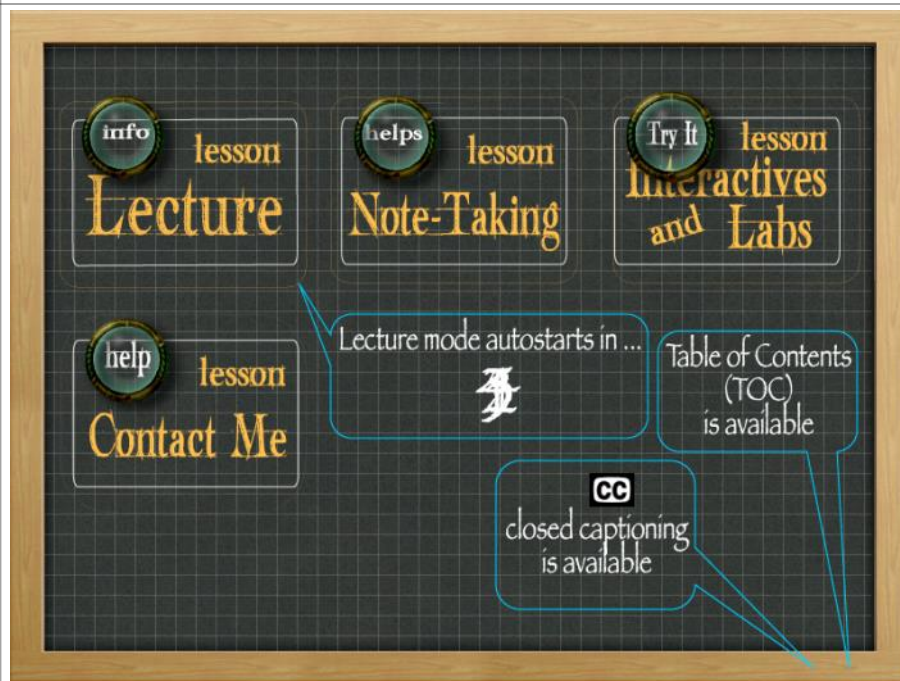 info
lesson
Lecture
helps
lesson
Note-Taking
Try It
lesson
Interactives
and Labs
Lecture mode autostarts in ...
Table of Contents
(TOC)
is available
help
lesson
Contact Me
CC
closed captioning
is available